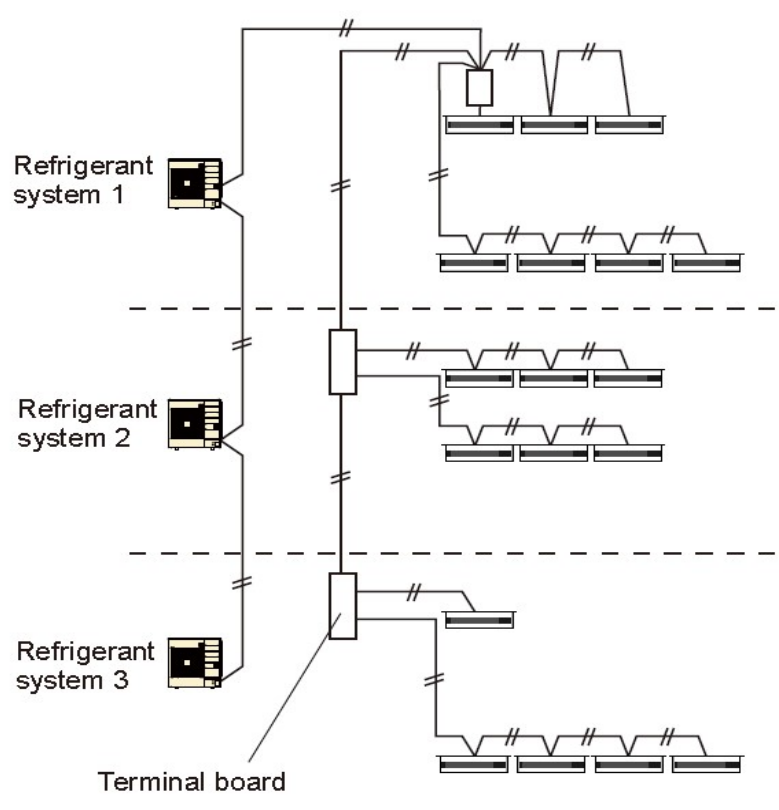 Refrigerant
system 1
Refrigerant
system 2
Refrigerant
system 3
Terminal board